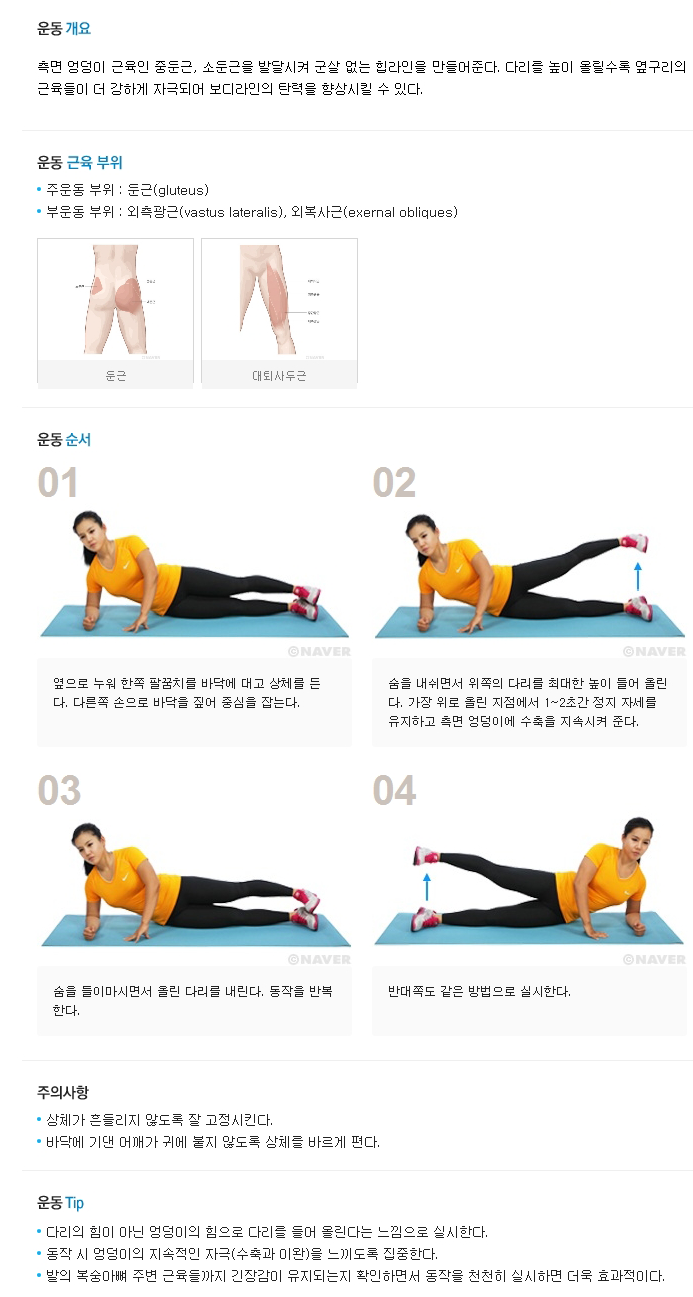 운동 개요
측면 엉덩이 근육인 중둔근, 소둔근을 발달시켜 군살 없는 힙라인을 만들어준다. 다리를 높이 올릴수록 옆구리의
근육들이 더 강하게 자극되어 보디라인의 탄력을 향상시킬 수 있다.
운동 근육 부위
주운동 부위 : 둔근(gluteus)
부운동 부위 : 외측광근(vastus lateralis), 외복사근(exernal obliques)
둔근
대퇴사두근
운동 순서
01
02
©NAVER
©NAVER
옆으로 누워 한쪽 팔꿈치를 바닥에 대고 상체를 든
다. 다른쪽 손으로 바닥을 짚어 중심을 잡는다.
숨을 내쉬면서 위쪽의 다리를 최대한 높이 들어 올린
다. 가장 위로 올린 지점에서 1~2초간 정지 자세를
유지하고 측면 엉덩이에 수축을 지속시켜 준다.
03
04
©NAVER
©NAVER
숨을 들이마시면서 올린 다리를 내린다. 동작을 반복
한다.
반대쪽도 같은 방법으로 실시한다.
주의사항
상체가 흔들리지 않도록 잘 고정시킨다.
바닥에 기댄 어깨가 귀에 붙지 않도록 상체를 바르게 편다.
운동 Tip
다리의 힘이 아닌 엉덩이의 힘으로 다리를 들어 올린다는 느낌으로 실시한다.
동작 시 엉덩이의 지속적인 자극(수축과 이완)을 느끼도록 집중한다.
발의 복숭아뼈 주변 근육들까지 긴장감이 유지되는지 확인하면서 동작을 천천히 실시하면 더욱 효과적이다.